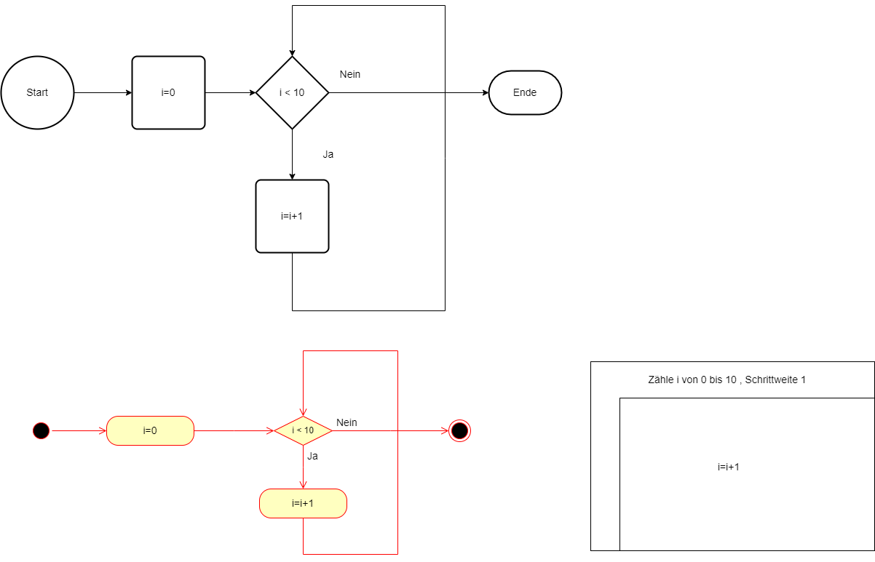 Start
i=0
i < 10
Nein
Ende
Ja
i=i+1
i=0
i < 10
Nein
Ja
i=i+1
Zähle i von 0 bis 10 , Schrittweite 1
i=i+1